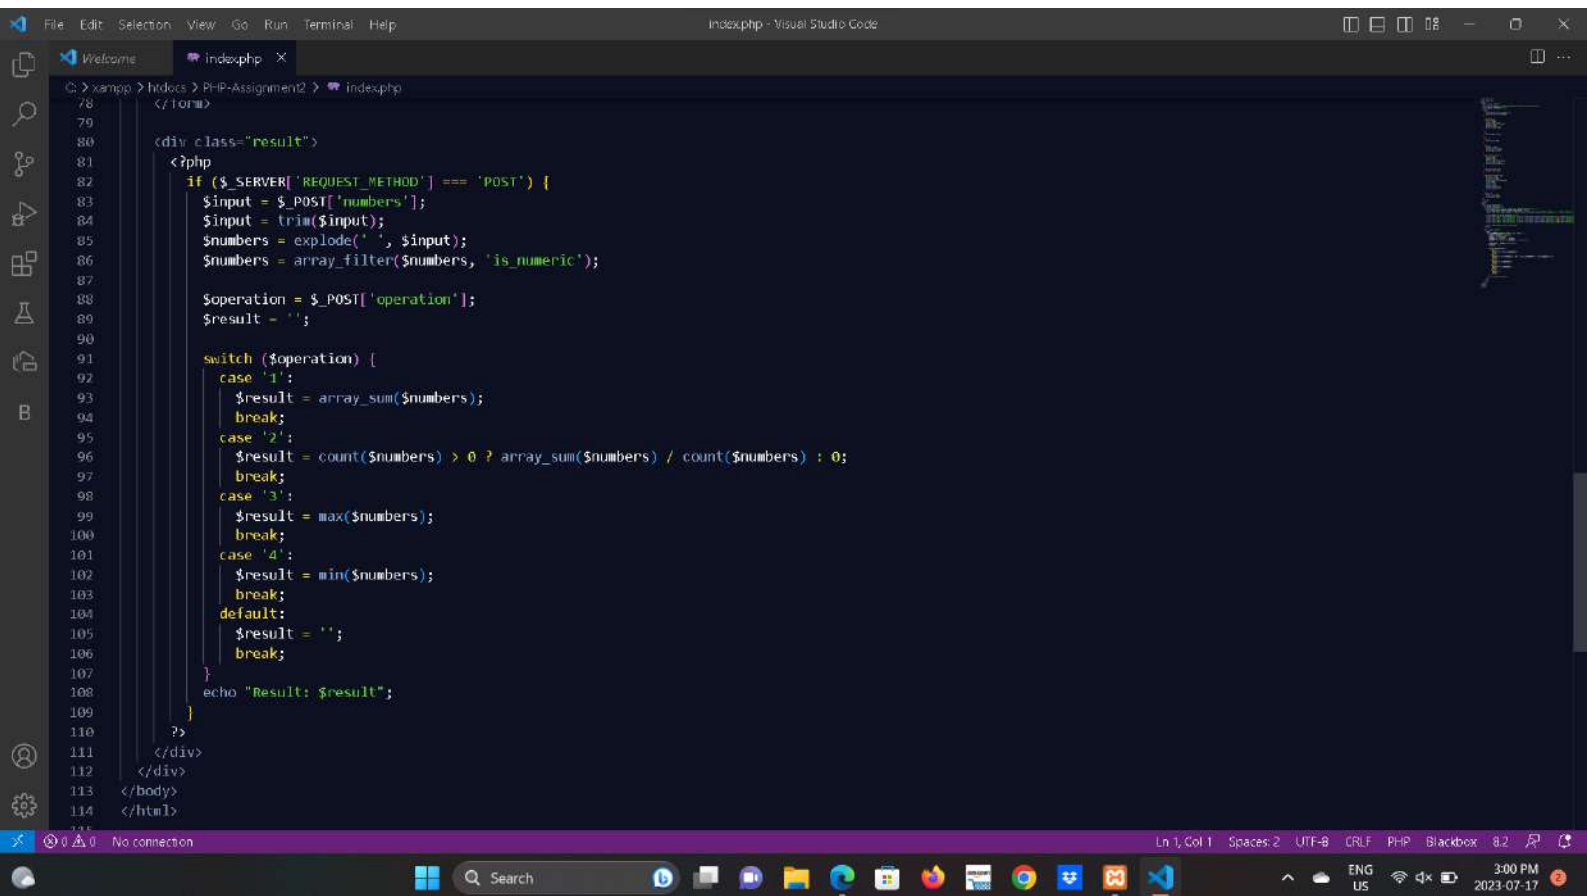 File Edit Selection View Go Run Terminal Help
index.php - Visual Studio Code
Welcome
index.php
C: > xampp > htdocs > PHP-Assignment2 > index.php
78 </form>
79
80 <div class="result">
81 <?php
82 if ($_SERVER['REQUEST_METHOD'] === 'POST') {
83 $input = $_POST['numbers'];
84 $input = trim($input);
85 $numbers = explode(' ', $input);
86 $numbers = array_filter($numbers, 'is_numeric');
87
88 $operation = $_POST['operation'];
89 $result = '';
90
91 switch ($operation) {
92 case '1':
93 $result = array_sum($numbers);
94 break;
95 case '2':
96 $result = count($numbers) > 0 ? array_sum($numbers) / count($numbers) : 0;
97 break;
98 case '3':
99 $result = max($numbers);
100 break;
101 case '4':
102 $result = min($numbers);
103 break;
104 default:
105 $result = '';
106 break;
107 }
108 echo "Result: $result";
109 }
110 ?>
111 </div>
112 </div>
113 </body>
114 </html>
115
0 0 No connection
Ln 1, Col 1 Spaces: 2 UTF-8 CRLF PHP Blackbox 8.2
Search
ENG
US
3:00 PM
2023-07-17
2